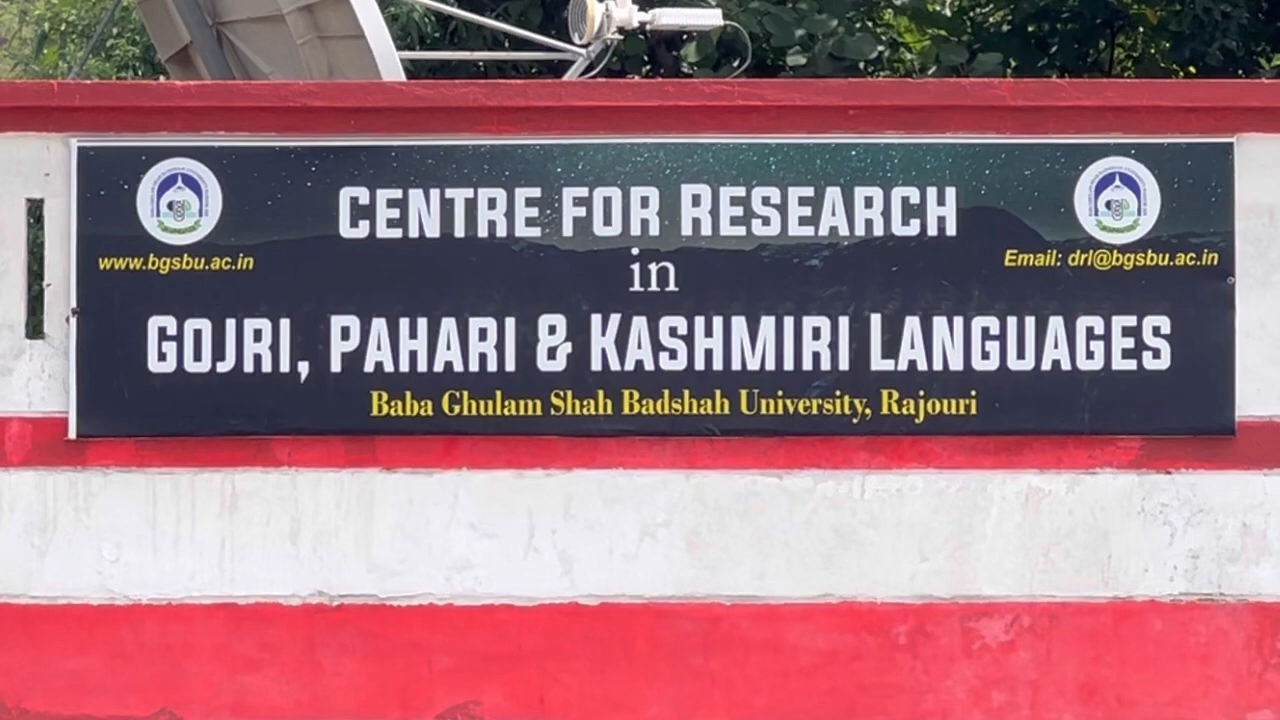 CENTRE FOR RESEARCH
www.bgsbu.ac.in
Email: drl@bgsbu.ac.in
in
GOJRI, PAHARI & KASHMIRI LANGUAGES
Baba Ghulam Shah Badshah University, Rajouri